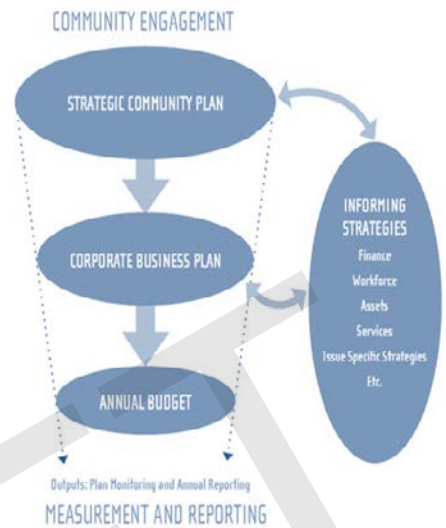 COMMUNITY ENGAGEMENT
STRATEGIC COMMUNITY PLAN
CORPORATE BUSINESS PLAN
ANNUAL BUDGET
INFORMING
STRATEGIES
Finance
Workforce
Assets
Services
Issue Specific Strategies
Etc.
Outputs: Plan Monitoring and Annual Reporting
MEASUREMENT AND REPORTING